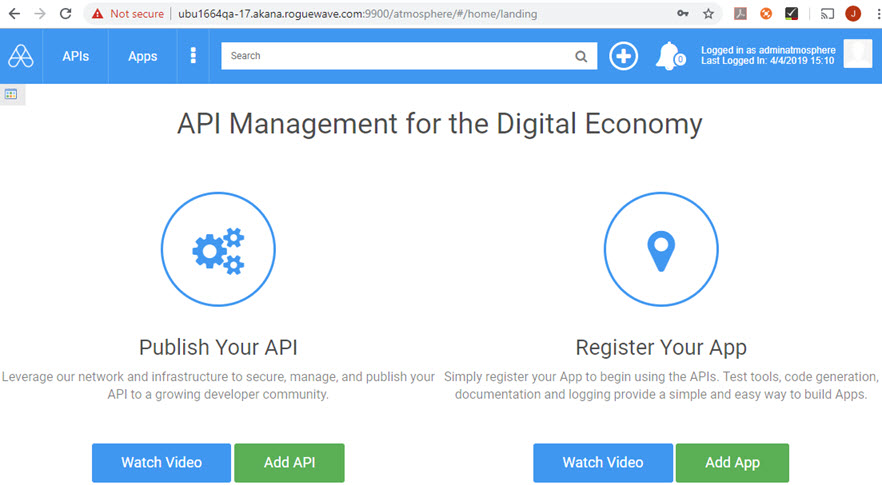 Not secure | ubu1664qa-17.akana.roguewave.com:9900/atmosphere/#/home/landing
J
APIs
Apps
Search
0
Logged in as adminatmosphere
Last Logged In: 4/4/2019 15:10
API Management for the Digital Economy
Publish Your API
Leverage our network and infrastructure to secure, manage, and publish your
API to a growing developer community.
Watch Video
Add API
Register Your App
Simply register your App to begin using the APIs. Test tools, code generation,
documentation and logging provide a simple and easy way to build Apps.
Watch Video
Add App